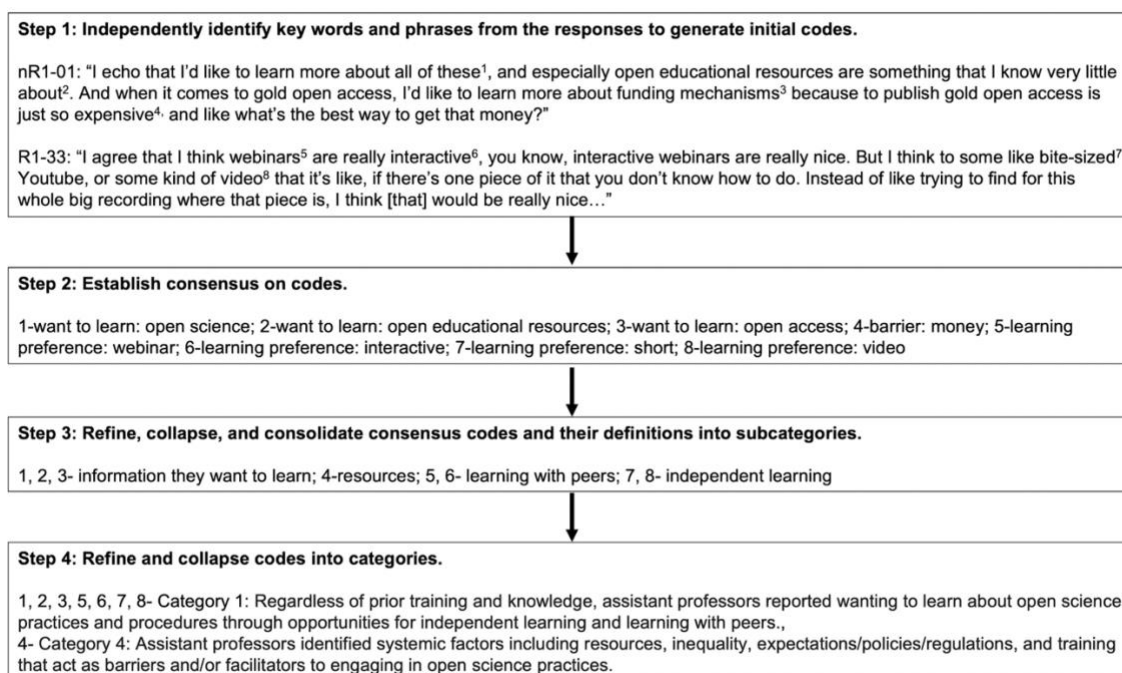 Step 1: Independently identify key words and phrases from the responses to generate initial codes.
nR1-01: “I echo that I’d like to learn more about all of these¹, and especially open educational resources are something that I know very little
about². And when it comes to gold open access, I’d like to learn more about funding mechanisms³ because to publish gold open access is
just so expensive⁴, and like what’s the best way to get that money?”
R1-33: “I agree that I think webinars⁵ are really interactive⁶, you know, interactive webinars are really nice. But I think to some like bite-sized⁷
Youtube, or some kind of video⁸ that it’s like, if there’s one piece of it that you don’t know how to do. Instead of like trying to find for this
whole big recording where that piece is, I think [that] would be really nice…”
Step 2: Establish consensus on codes.
1-want to learn: open science; 2-want to learn: open educational resources; 3-want to learn: open access; 4-barrier: money; 5-learning
preference: webinar; 6-learning preference: interactive; 7-learning preference: short; 8-learning preference: video
Step 3: Refine, collapse, and consolidate consensus codes and their definitions into subcategories.
1, 2, 3- information they want to learn; 4-resources; 5, 6- learning with peers; 7, 8- independent learning
Step 4: Refine and collapse codes into categories.
1, 2, 3, 5, 6, 7, 8- Category 1: Regardless of prior training and knowledge, assistant professors reported wanting to learn about open science
practices and procedures through opportunities for independent learning and learning with peers.,
4- Category 4: Assistant professors identified systemic factors including resources, inequality, expectations/policies/regulations, and training
that act as barriers and/or facilitators to engaging in open science practices.